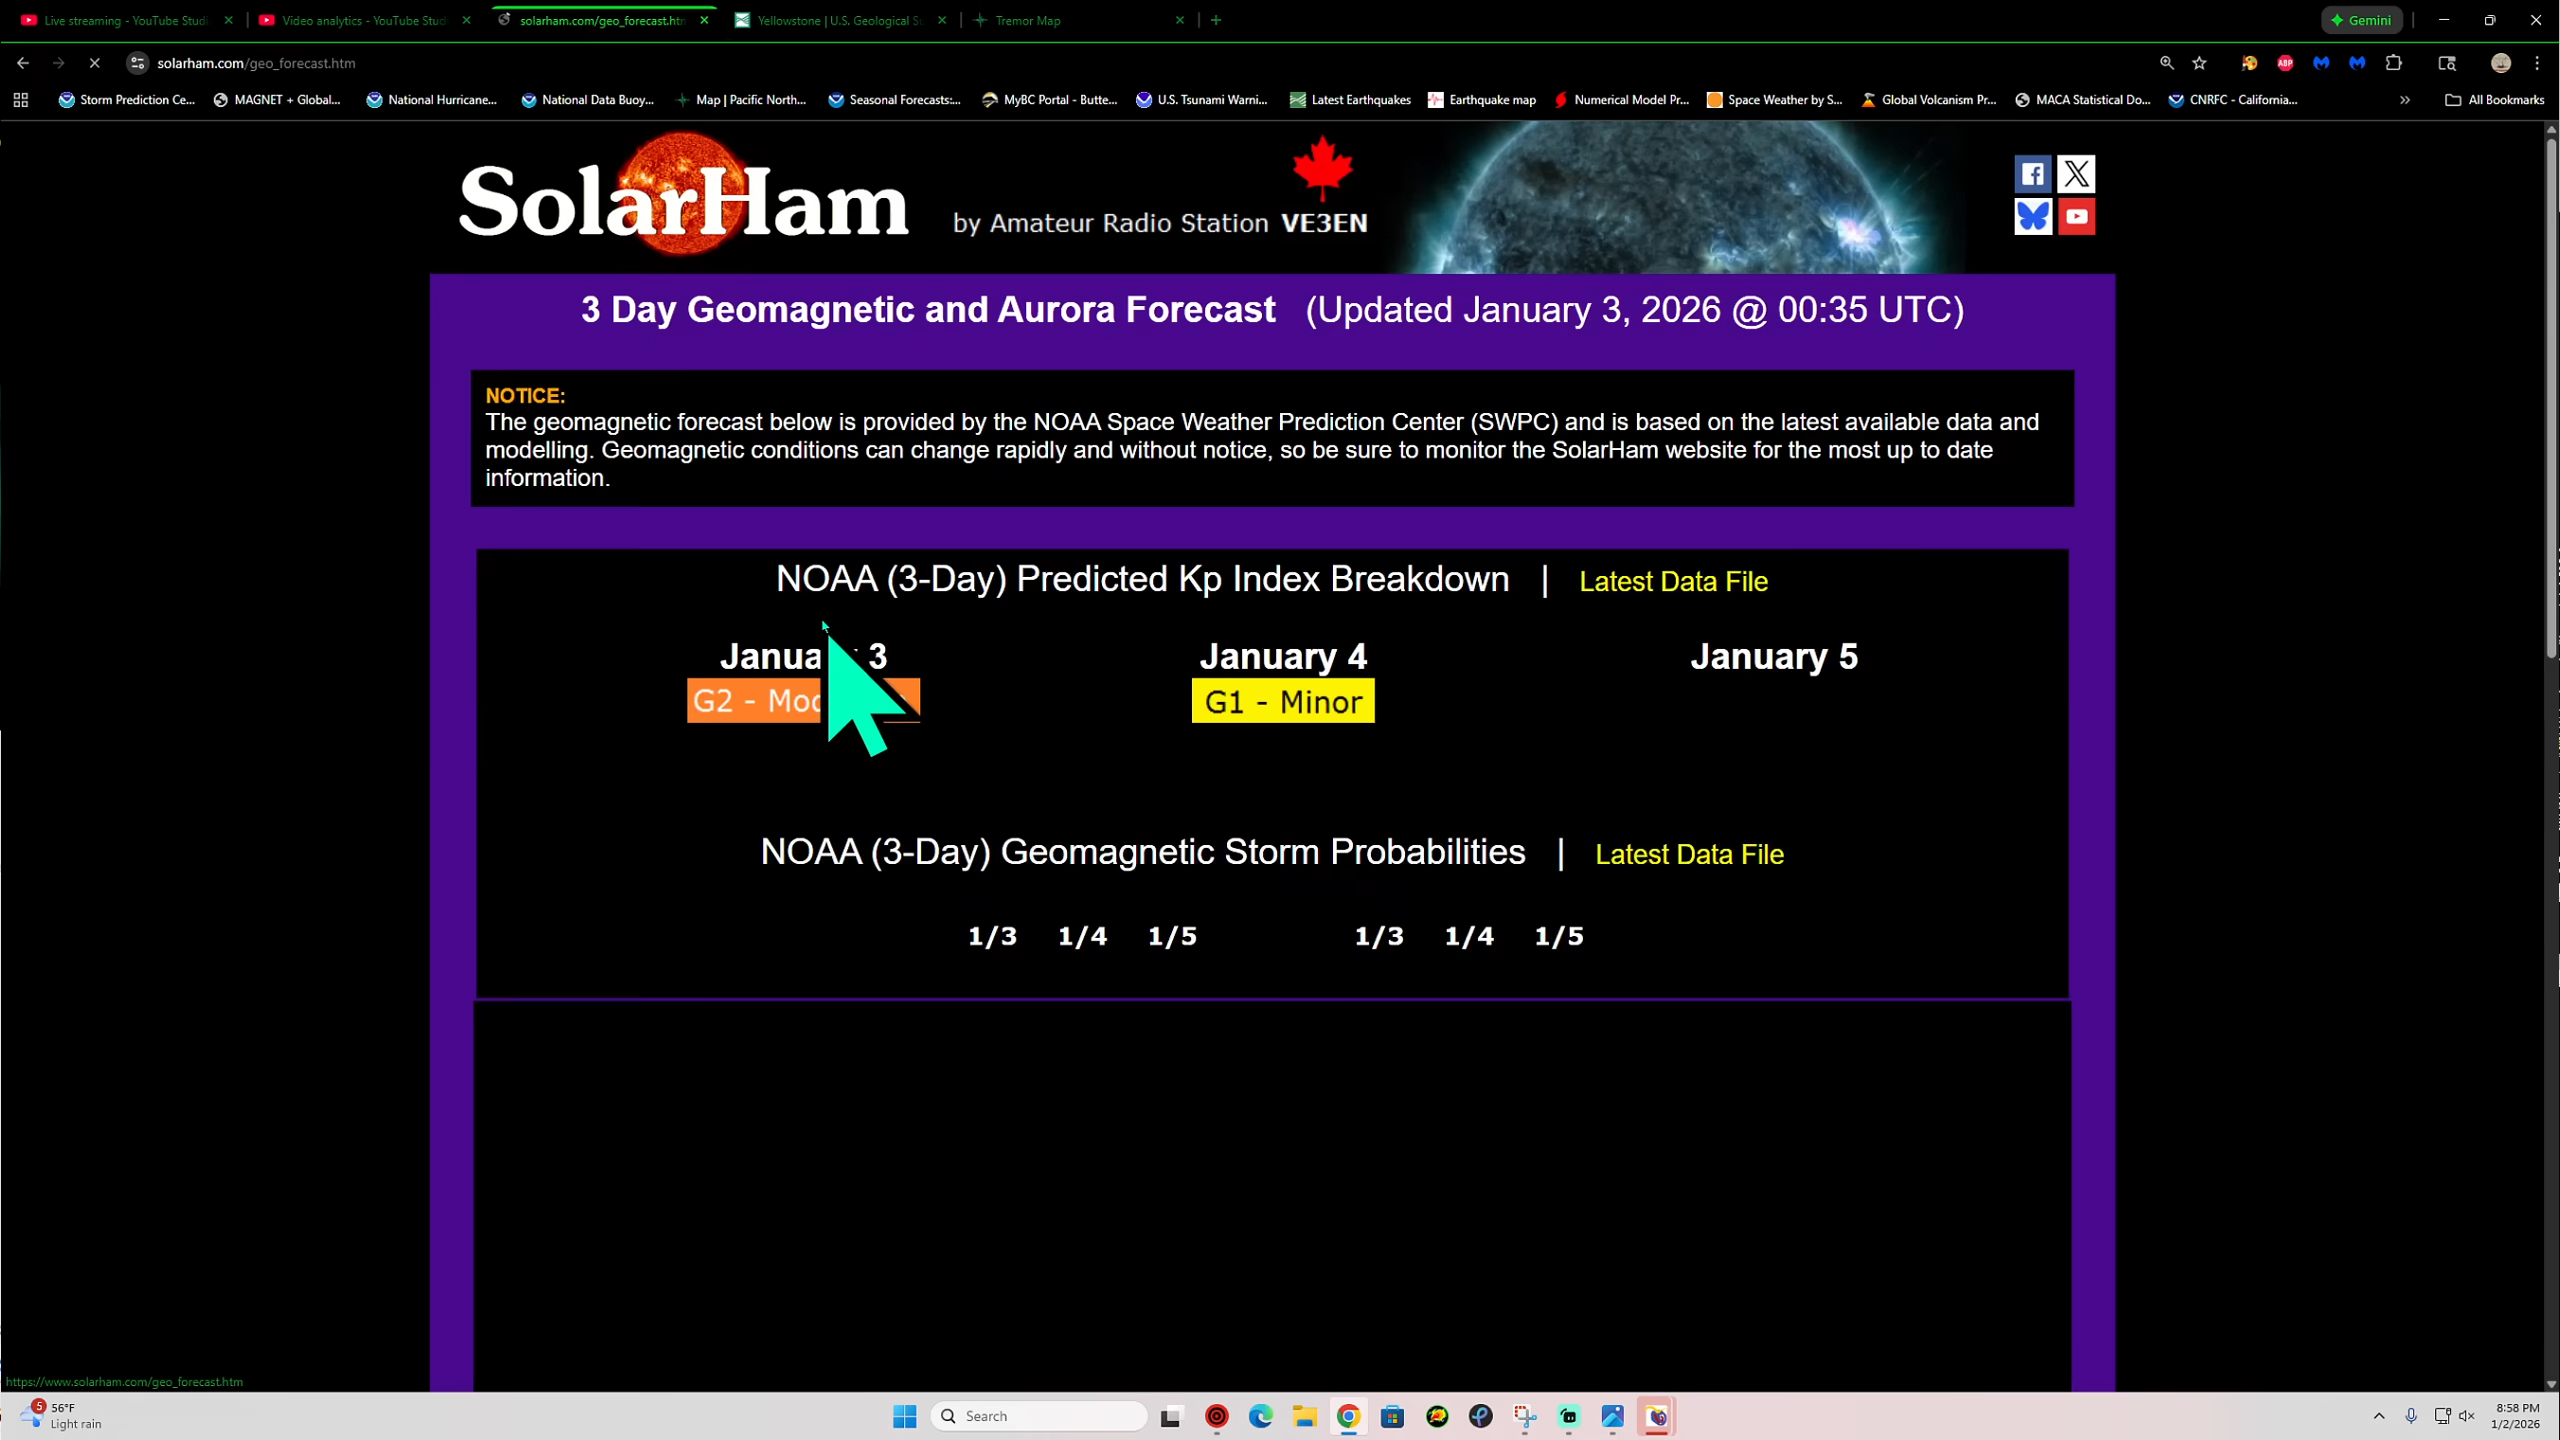 Live streaming - YouTube Studi
Video analytics - YouTube Stud
solarham.com/geo_forecast.htm
Yellowstone | U.S. Geological Su
Tremor Map
Gemini
solarham.com/geo_forecast.htm
ABP
Storm Prediction Ce...
MAGNET + Global...
National Hurricane...
National Data Buoy...
Map | Pacific North...
Seasonal Forecasts:...
MyBC Portal - Butte...
U.S. Tsunami Warni...
Latest Earthquakes
Earthquake map
Numerical Model Pr...
Space Weather by S...
Global Volcanism Pr...
MACA Statistical Do...
CNRFC - California...
All Bookmarks
SolarHam
by Amateur Radio Station VE3EN
3 Day Geomagnetic and Aurora Forecast (Updated January 3, 2026 @ 00:35 UTC)
NOTICE:
The geomagnetic forecast below is provided by the NOAA Space Weather Prediction Center (SWPC) and is based on the latest available data and
modelling. Geomagnetic conditions can change rapidly and without notice, so be sure to monitor the SolarHam website for the most up to date
information.
NOAA (3-Day) Predicted Kp Index Breakdown | Latest Data File
Janua 3 January 4 January 5
G2 - Mod G1 - Minor
NOAA (3-Day) Geomagnetic Storm Probabilities | Latest Data File
1/3 1/4 1/5 1/3 1/4 1/5
https://www.solarham.com/geo_forecast.htm
5
56°F
Light rain
Search
8:58 PM
1/2/2026